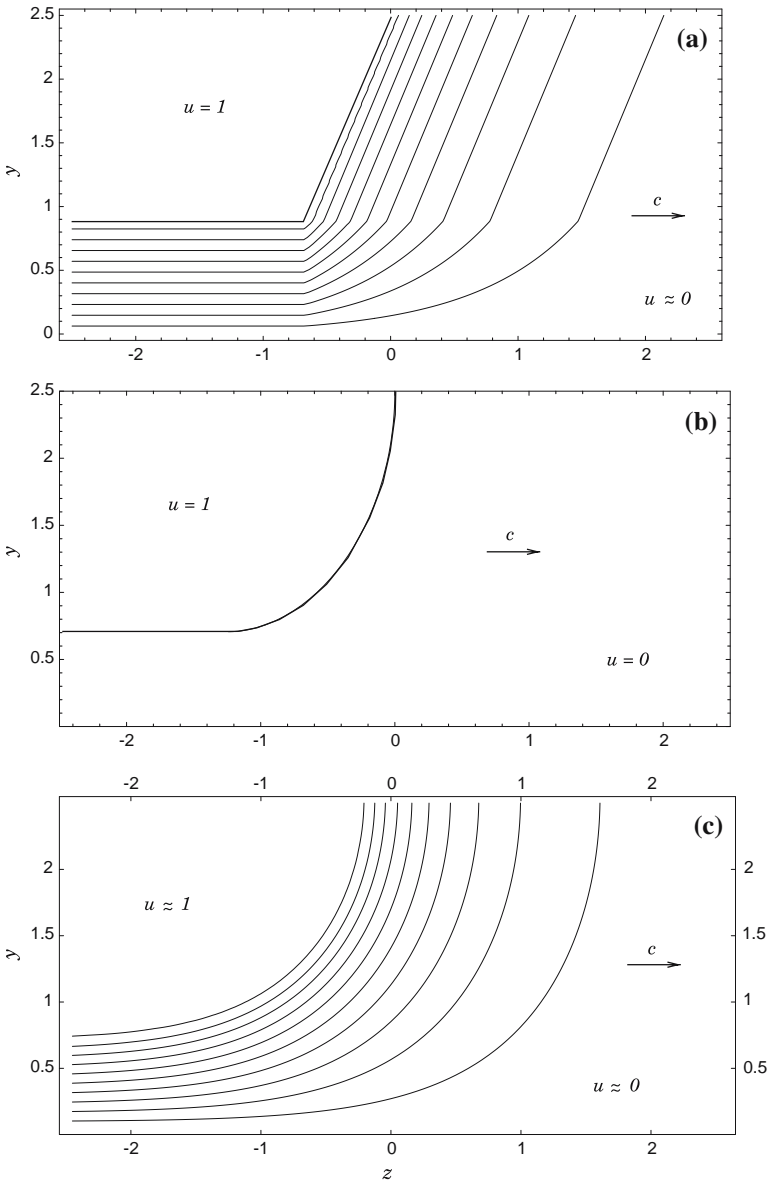 2.5
(a)
2
u = 1
1.5
y
1
c
0.5
u ≈ 0
0
-2 -1 0 1 2
2.5
(b)
2
u = 1
1.5
y
c
1
0.5
u = 0
-2 -1 0 1 2
-2 -1 0 1 2
(c)
2 2
u ≈ 1
1.5 1.5
y
c
1 1
0.5 0.5
u ≈ 0
-2 -1 0 1 2
z